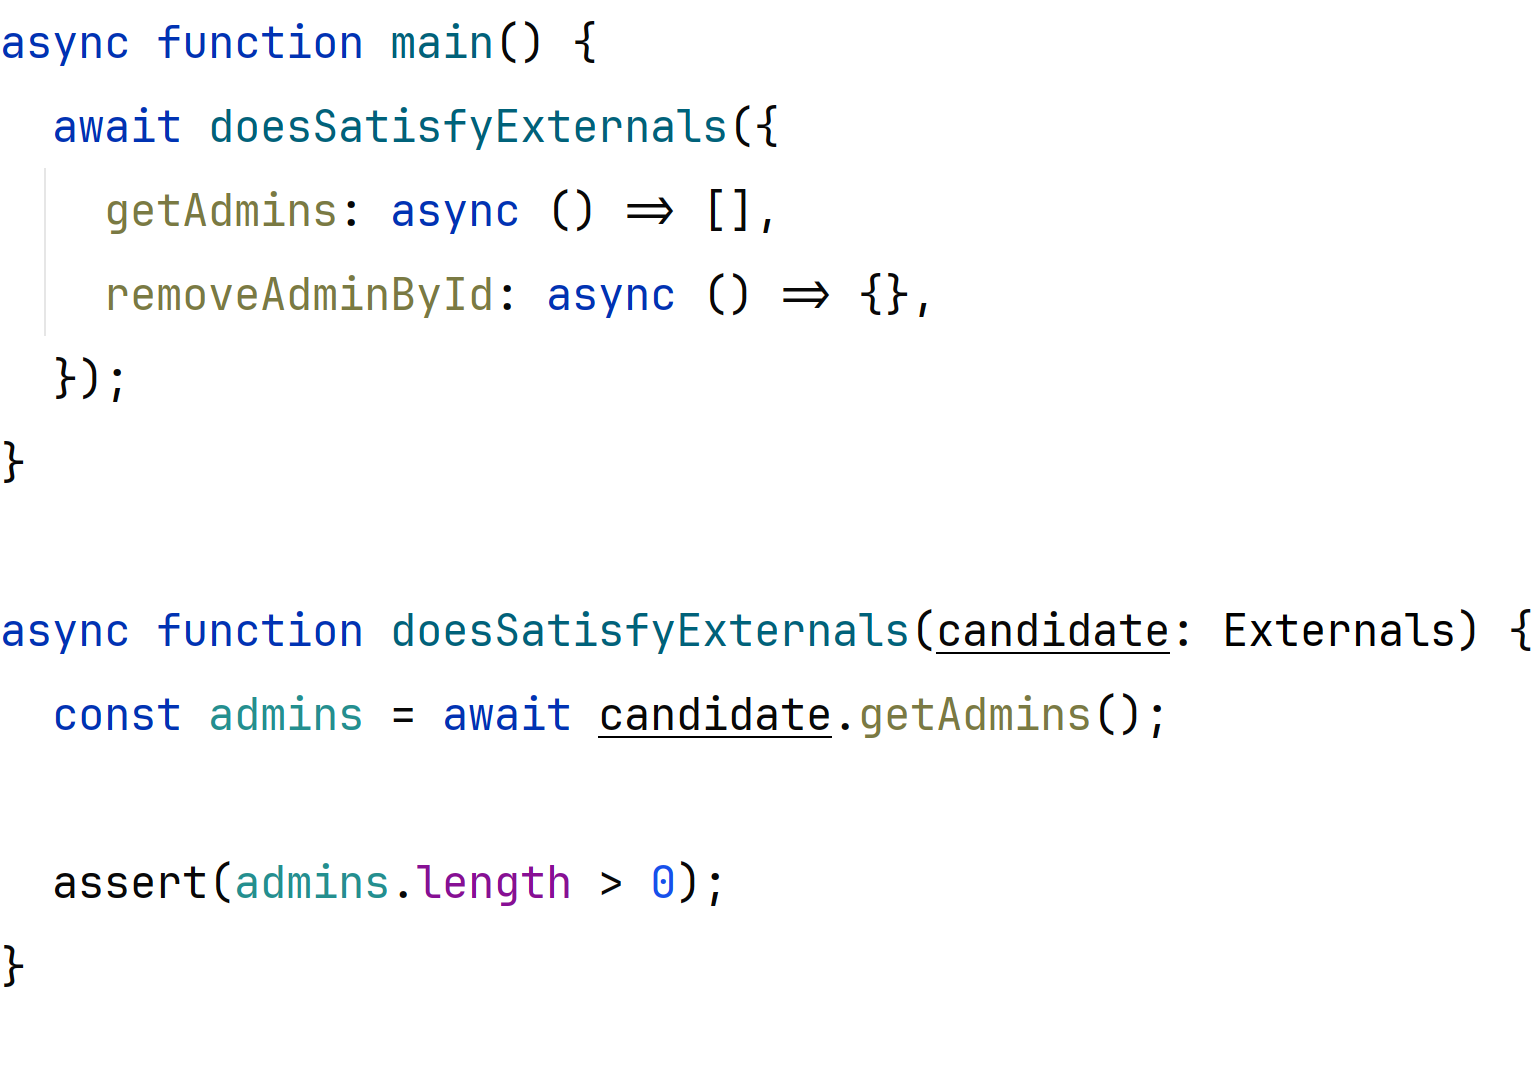 async function main() {
  await doesSatisfyExternals({
    getAdmins: async () => [],
    removeAdminById: async () => {},
  });
}

async function doesSatisfyExternals(candidate: Externals) {
  const admins = await candidate.getAdmins();

  assert(admins.length > 0);
}